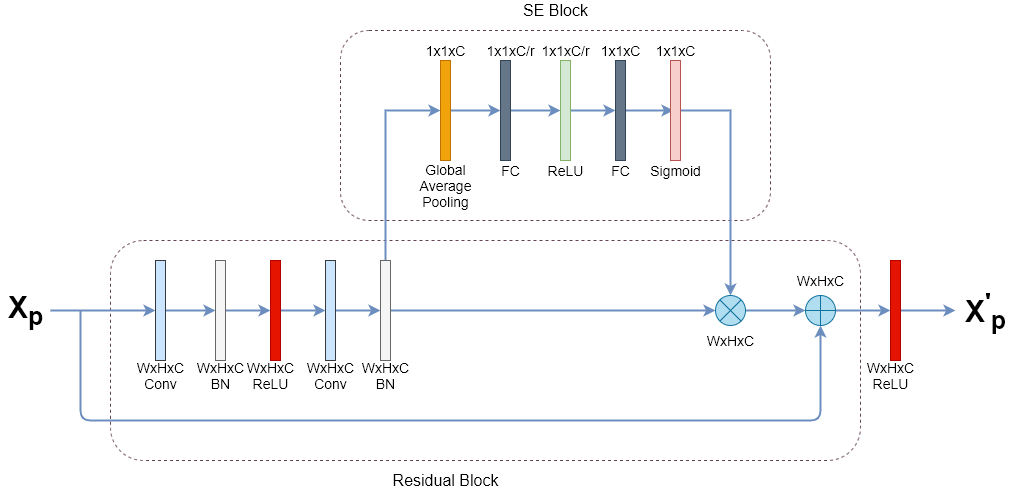 SE Block
1x1xC 1x1xC/r 1x1xC/r 1x1xC 1x1xC
Global
Average
Pooling
FC
ReLU
FC
Sigmoid
Xp
WxHxC
Conv
WxHxC
BN
WxHxC
ReLU
WxHxC
Conv
WxHxC
BN
WxHxC
WxHxC
WxHxC
ReLU
X'p
Residual Block